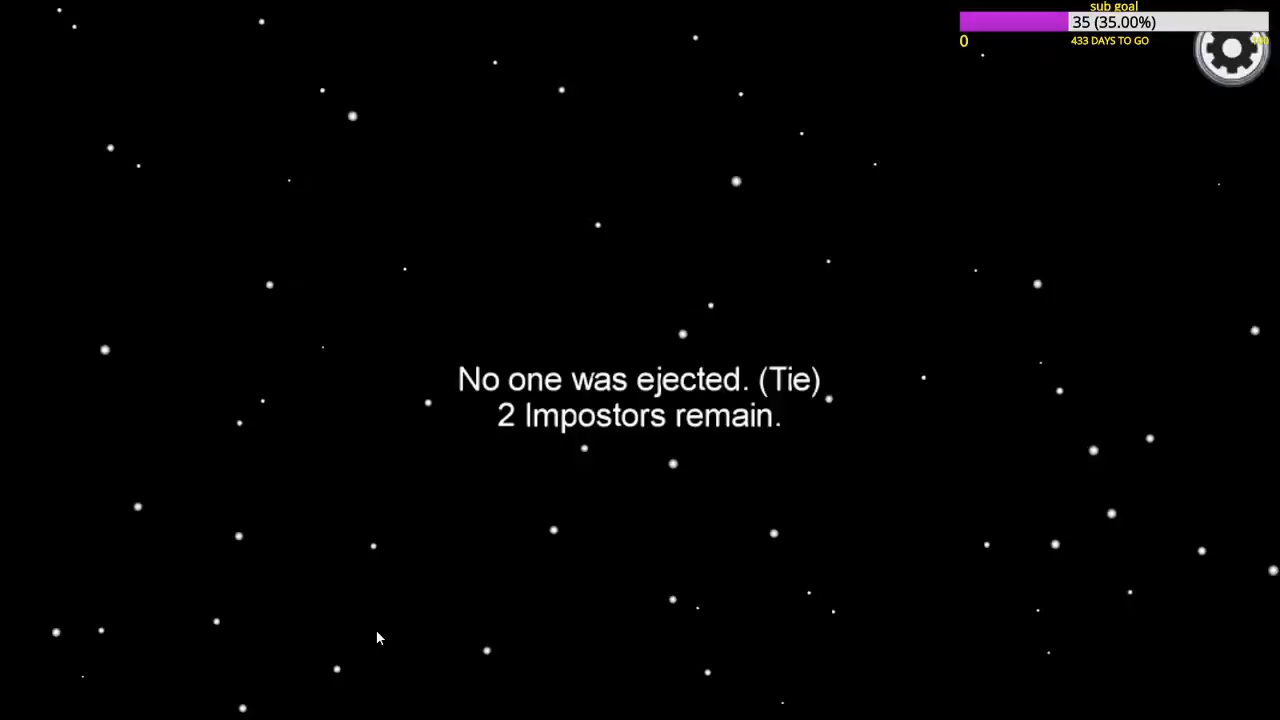 sub goal
35 (35.00%)
0
433 DAYS TO GO
No one was ejected. (Tie)
2 Impostors remain.